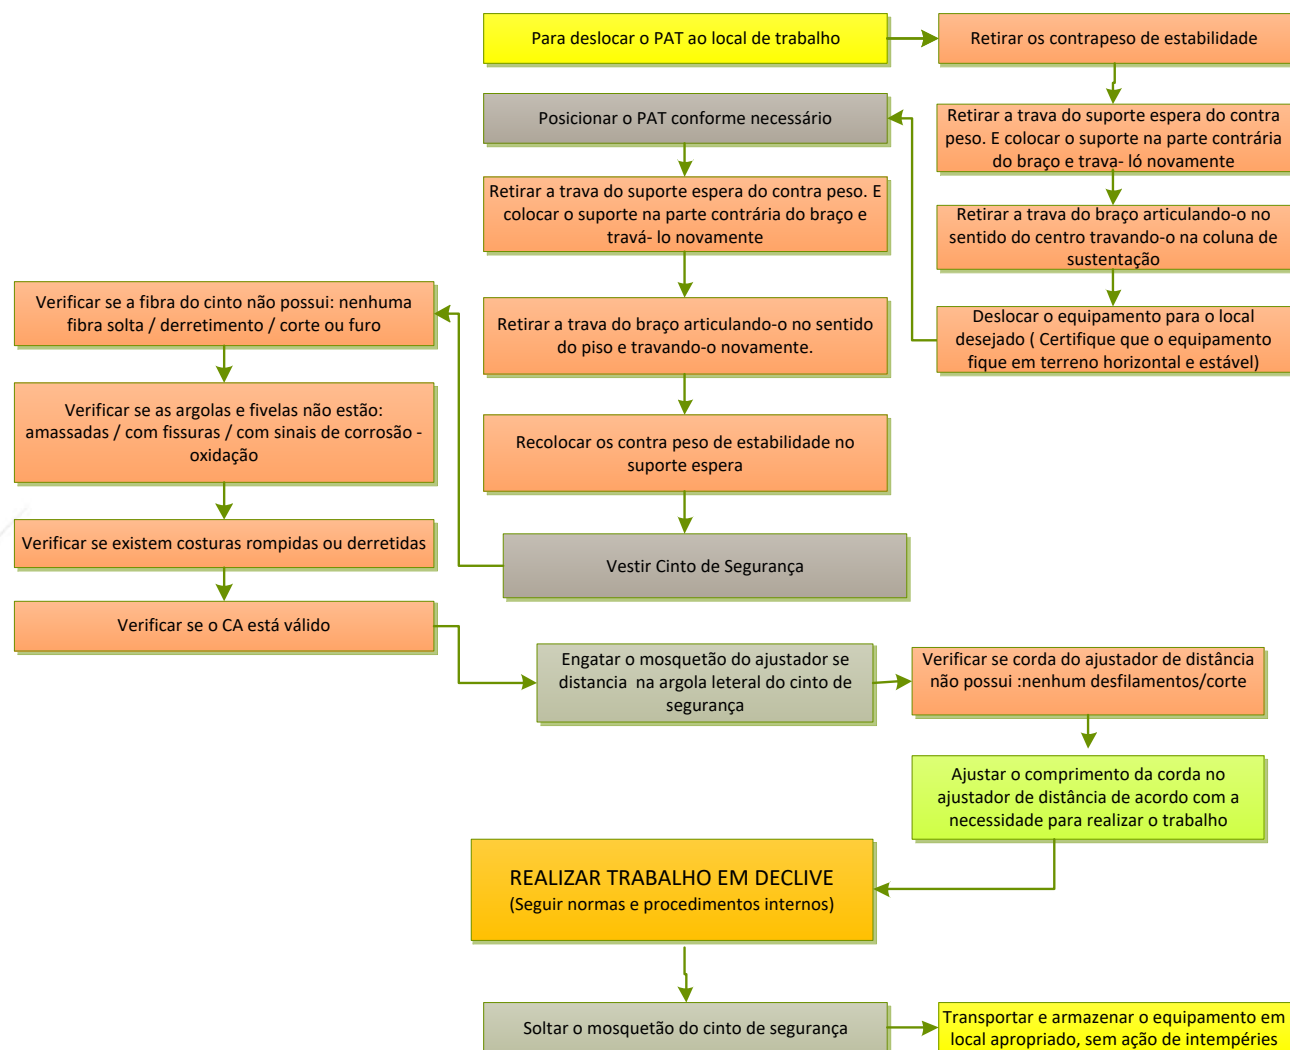 Para deslocar o PAT ao local de trabalho
Retirar os contrapeso de estabilidade
Retirar a trava do suporte espera do contra
peso. E colocar o suporte na parte contrária
do braço e trava- ló novamente
Retirar a trava do braço articulando-o no
sentido do centro travando-o na coluna de
sustentação
Deslocar o equipamento para o local
desejado ( Certifique que o equipamento
fique em terreno horizontal e estável)
Posicionar o PAT conforme necessário
Retirar a trava do suporte espera do contra peso. E
colocar o suporte na parte contrária do braço e
travá- lo novamente
Retirar a trava do braço articulando-o no sentido
do piso e travando-o novamente.
Recolocar os contra peso de estabilidade no
suporte espera
Vestir Cinto de Segurança
Verificar se a fibra do cinto não possui: nenhuma
fibra solta / derretimento / corte ou furo
Verificar se as argolas e fivelas não estão:
amassadas / com fissuras / com sinais de corrosão -
oxidação
Verificar se existem costuras rompidas ou derretidas
Verificar se o CA está válido
Engatar o mosquetão do ajustador se
distancia na argola leteral do cinto de
segurança
Verificar se corda do ajustador de distância
não possui :nenhum desfilamentos/corte
Ajustar o comprimento da corda no
ajustador de distância de acordo com a
necessidade para realizar o trabalho
REALIZAR TRABALHO EM DECLIVE
(Seguir normas e procedimentos internos)
Soltar o mosquetão do cinto de segurança
Transportar e armazenar o equipamento em
local apropriado, sem ação de intempéries